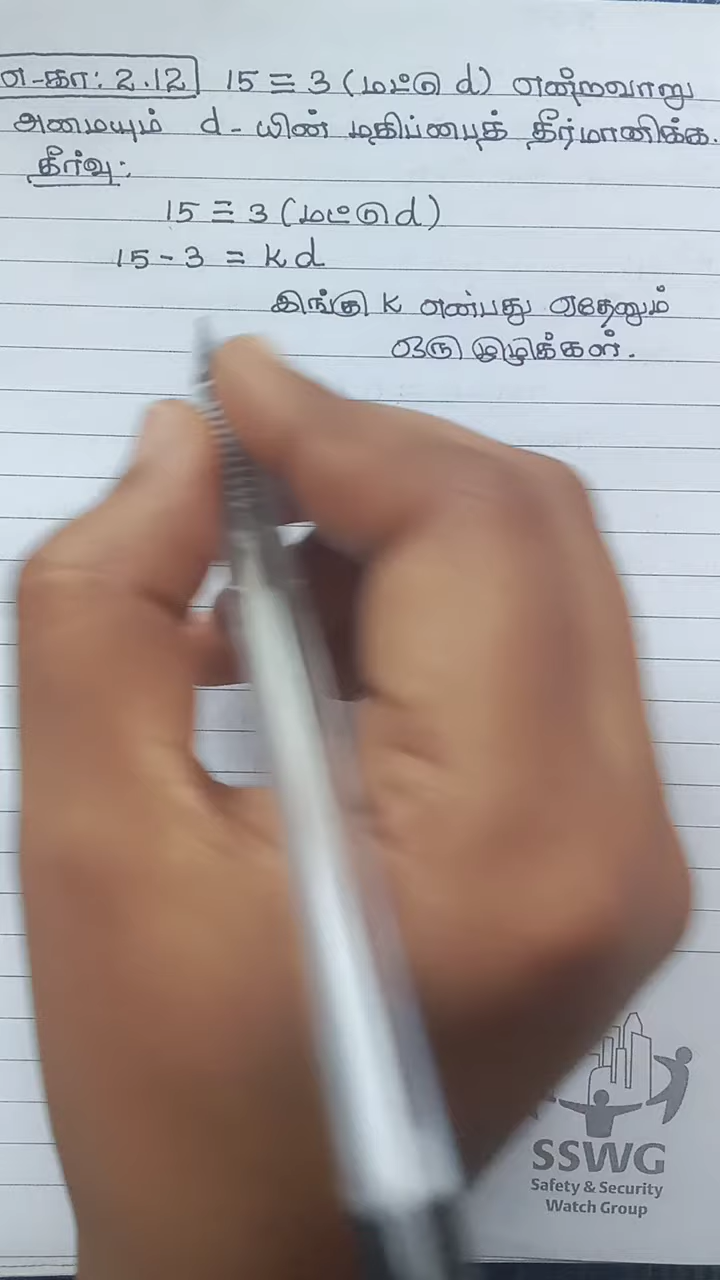 எ-கா: 2.12 15 ≡ 3 (மட்டு d) என்றவாறு
அமையும் d-யின் மதிப்பைத் தீர்மானிக்க.
தீர்வு:
15 ≡ 3 (மட்டு d)
15 - 3 = kd
இங்கு k என்பது ஏதேனும்
ஒரு முழுக்கள்.
SSWG
Safety & Security
Watch Group